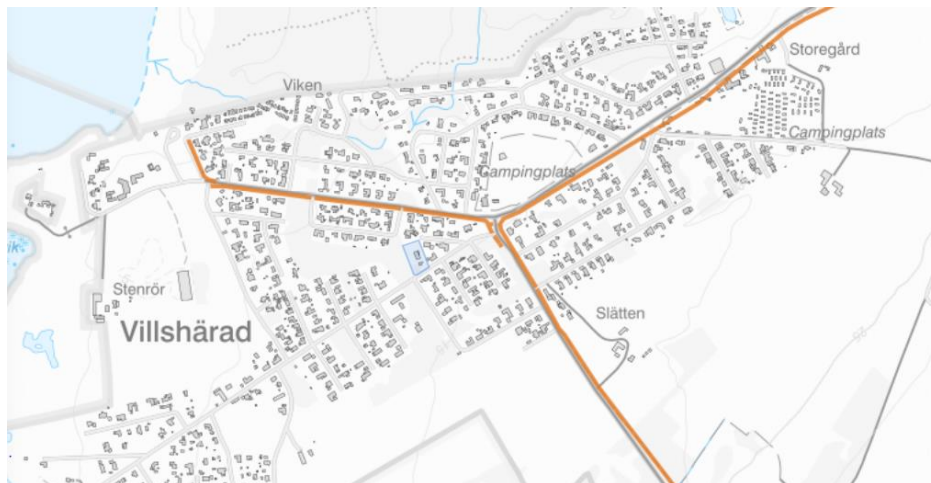 Storegård
Viken
Campingplats
Campingplats
Stenrör
Slätten
Villshärad